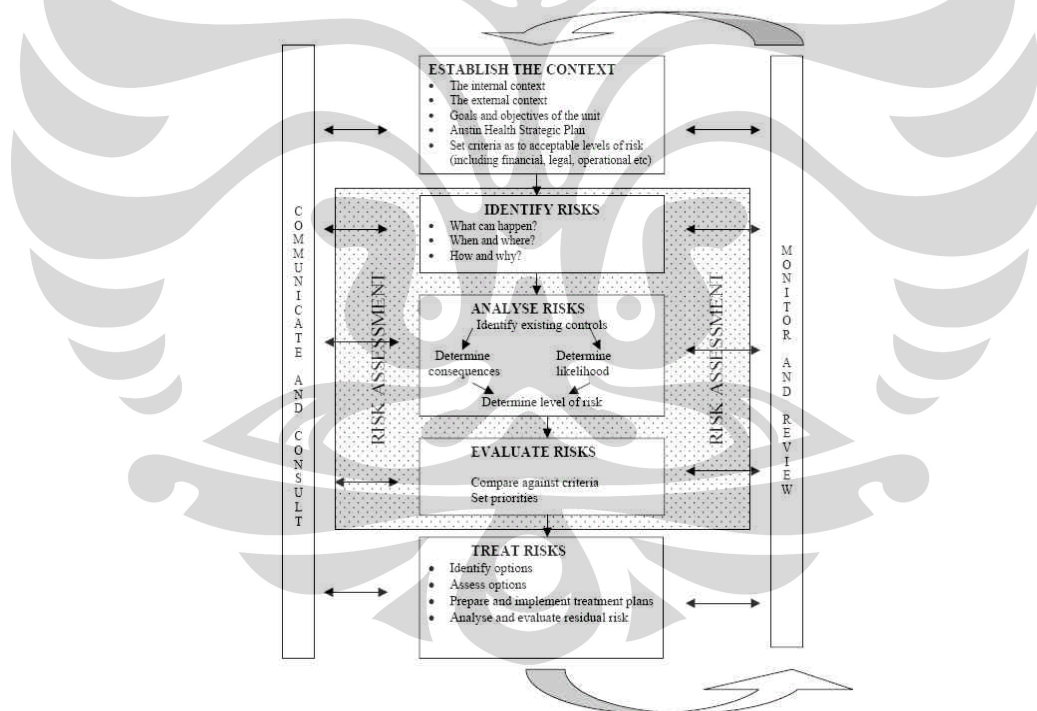 ESTABLISH THE CONTEXT
• The internal context
• The external context
• Goals and objectives of the unit
• Austin Health Strategic Plan
• Set criteria as to acceptable levels of risk
(including financial, legal, operational etc)
COMMUNICATE AND CONSULT
RISK ASSESSMENT
IDENTIFY RISKS
• What can happen?
• When and where?
• How and why?
ANALYSE RISKS
Identify existing controls
Determine
consequences
Determine
likelihood
Determine level of risk
EVALUATE RISKS
Compare against criteria
Set priorities
RISK ASSESSMENT
MONITOR AND REVIEW
TREAT RISKS
• Identify options
• Assess options
• Prepare and implement treatment plans
• Analyse and evaluate residual risk